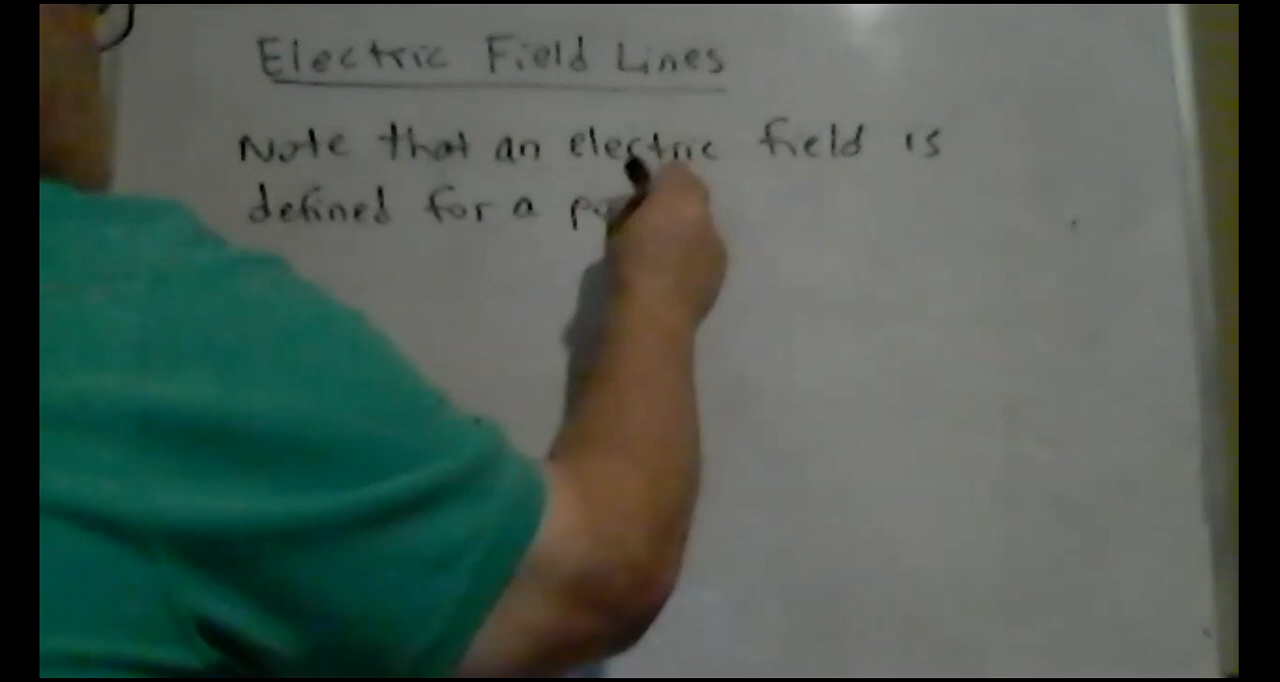 Electric Field Lines
Note that an electric field is
defined for a